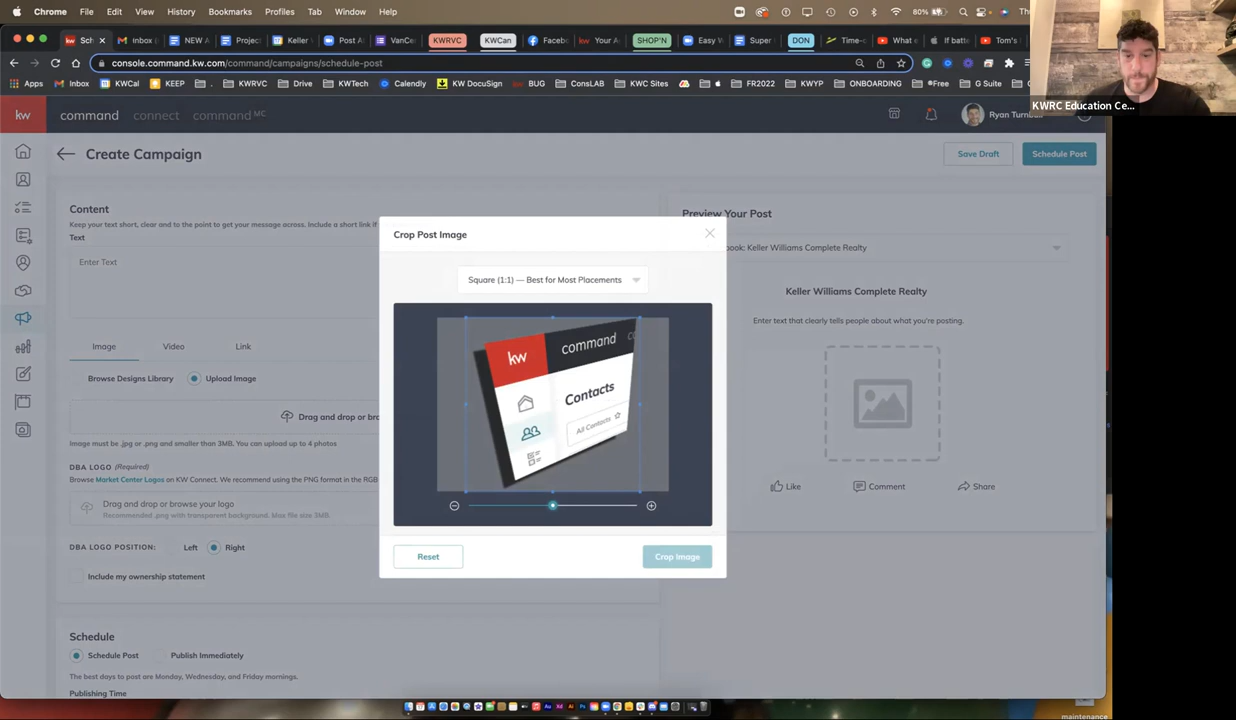 Chrome File Edit View History Bookmarks Profiles Tab Window Help 80%
Sch Inbox ( NEW A Project Keller Post A VanCen KWRVC KWCan Faceb Your A SHOP'N Easy W Super DON Time-c What e If batte Tom's
console.command.kw.com/command/campaigns/schedule-post
Apps Inbox KWCal KEEP . KWRVC Drive KWTech Calendly KW DocuSign BUG ConsLAB KWC Sites FR2022 KWYP ONBOARDING *Free G Suite
KWRC Education Ce...
kw command connect command MC Ryan Turnb
Create Campaign
Save Draft
Schedule Post
Content
Keep your text short, clear and to the point to get your message across. Include a short link if
Text
Enter Text
Image Video Link
Browse Designs Library Upload Image
Drag and drop or bro
Image must be .jpg or .png and smaller than 3MB. You can upload up to 4 photos
DBA LOGO (Required)
Browse Market Center Logos on KW Connect. We recommend using the PNG format in the RGB
Drag and drop or browse your logo
Recommended .png with transparent background. Max file size 3MB.
DBA LOGO POSITION: Left Right
Include my ownership statement
Schedule
Schedule Post Publish Immediately
The best days to post are Monday, Wednesday, and Friday mornings.
Publishing Time
Crop Post Image
Square (1:1) — Best for Most Placements
kw command co
Contacts
All Contacts
Reset
Crop Image
Preview Your Post
book: Keller Williams Complete Realty
Keller Williams Complete Realty
Enter text that clearly tells people about what you're posting.
Like Comment Share
maintenance